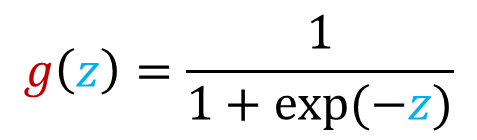 g(z) = 1 / (1 + exp(−z))